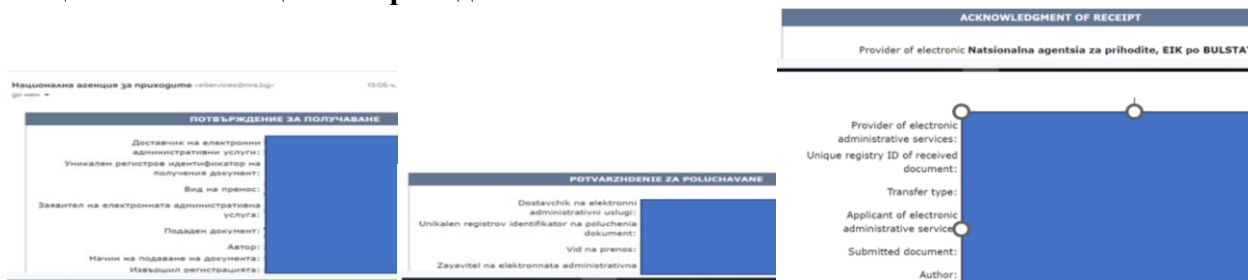 ACKNOWLEDGMENT OF RECEIPT
Provider of electronic Natsionalna agentsia za prihodite, EIK po BULSTAT
Национална агенция за приходите <eServices@nra.bg>
13:05 ч.
до мен
ПОТВЪРЖДЕНИЕ ЗА ПОЛУЧАВАНЕ
Доставчик на електронни
административни услуги:
Уникален регистров идентификатор на
получения документ:
Вид на пренос:
Заявител на електронната административна
услуга:
Подаден документ:
Автор:
Начин на подаване на документа:
Извършил регистрацията:
POTVARZHDENIE ZA POLUCHAVANE
Dostavchik na elektronni
administrativni uslugi:
Unikalen registrov identifikator na poluchenia
dokument:
Vid na prenos:
Zayavitel na elektronnata administrativna
Provider of electronic
administrative services:
Unique registry ID of received
document:
Transfer type:
Applicant of electronic
administrative service
Submitted document:
Author: